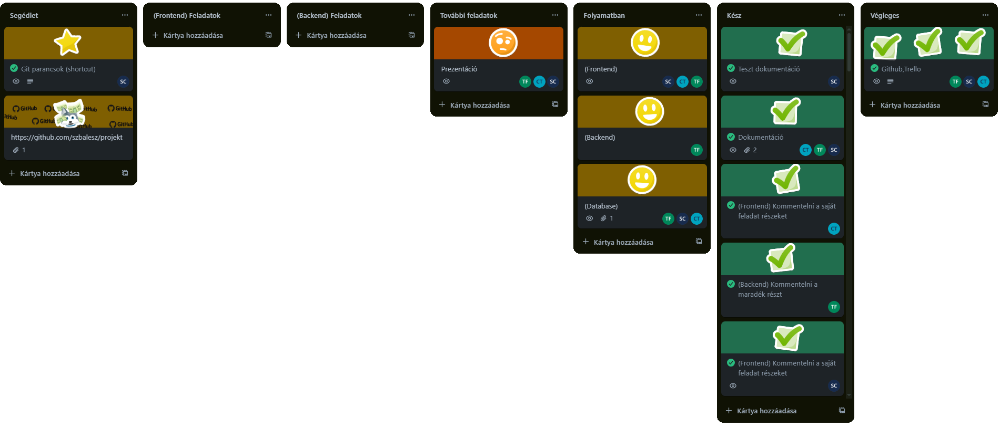 Segédlet
Git parancsok (shortcut)
SC
GitHub
GitHub
GitHub
https://github.com/szbalesz/projekt
1
Kártya hozzáadása
(Frontend) Feladatok
Kártya hozzáadása
(Backend) Feladatok
Kártya hozzáadása
További feladatok
Prezentáció
TF CT SC
Kártya hozzáadása
Folyamatban
(Frontend)
SC CT TF
(Backend)
TF
(Database)
1 TF SC CT
Kártya hozzáadása
Kész
Teszt dokumentáció
SC
Dokumentáció
2 CT TF SC
(Frontend) Kommentelni a saját
feladat részeket
CT
(Backend) Kommentelni a
maradék részt
TF
(Frontend) Kommentelni a saját
feladat részeket
SC
Kártya hozzáadása
Végleges
Github,Trello
TF SC CT
Kártya hozzáadása